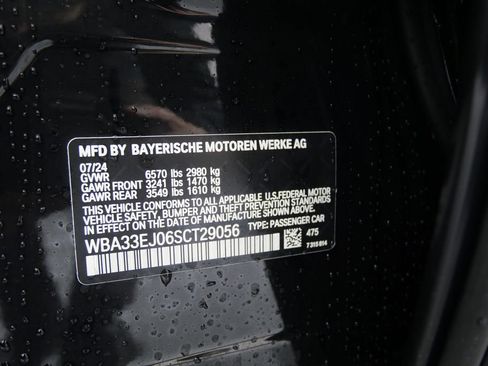 MFD BY BAYERISCHE MOTOREN WERKE AG
07/24
GVWR 6570 lbs 2980 kg
GAWR FRONT 3241 lbs 1470 kg
GAWR REAR 3549 lbs 1610 kg
THIS VEHICLE CONFORMS TO ALL APPLICABLE U.S.FEDERAL MOTOR
VEHICLE SAFETY, BUMPER AND THEFT PREVENTION STANDARDS
IN EFFECT ON THE DATE OF MANUFACTURE SHOWN ABOVE.
WBA33EJ06SCT29056 TYPE: PASSENGER CAR
475
7315814